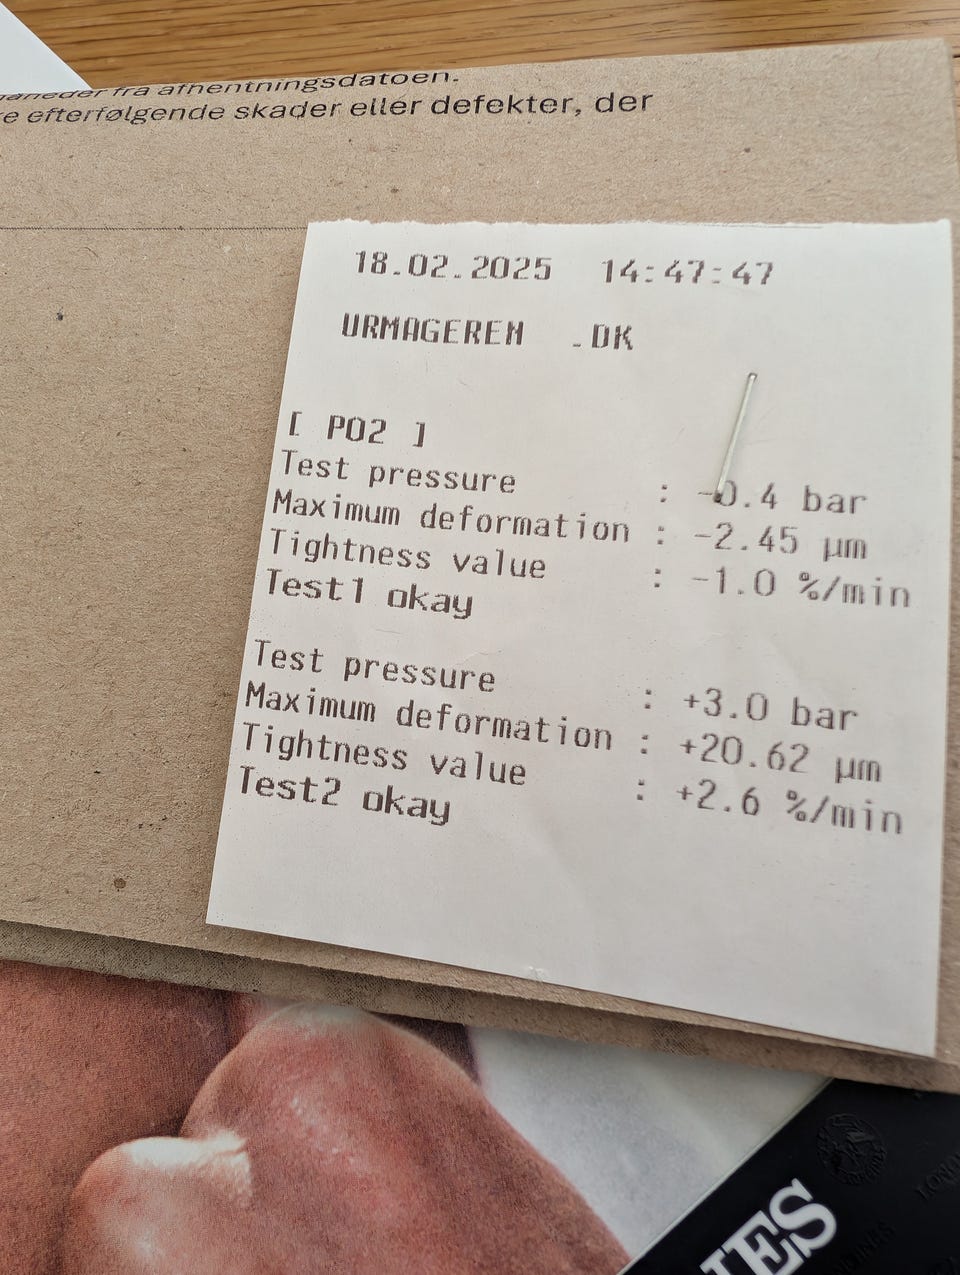 fra afhentningsdatoen.
efterfølgende skader eller defekter, der
18.02.2025 14:47:47
URMAGEREN .DK
[ PO2 ]
Test pressure : -0.4 bar
Maximum deformation : -2.45 µm
Tightness value : -1.0 %/min
Test1 okay
Test pressure : +3.0 bar
Maximum deformation : +20.62 µm
Tightness value : +2.6 %/min
Test2 okay